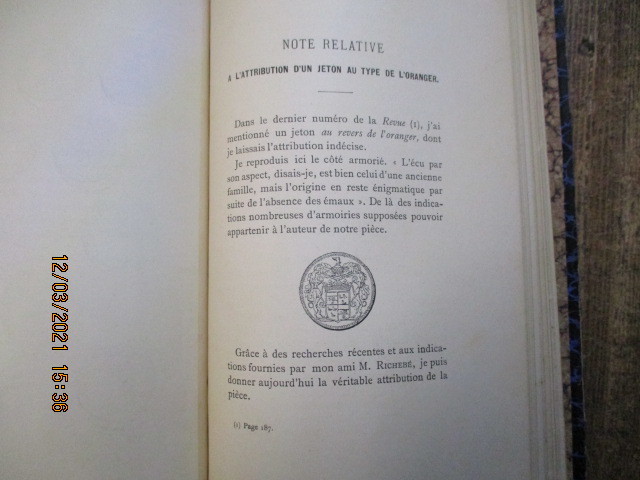 NOTE RELATIVE
A L'ATTRIBUTION D'UN JETON AU TYPE DE L'ORANGER.
Dans le dernier numéro de la Revue (1), j'ai
mentionné un jeton au revers de l'oranger, dont
je laissais l'attribution indécise.
Je reproduis ici le côté armorié. « L'écu par
son aspect, disais-je, est bien celui d'une ancienne
famille, mais l'origine en reste énigmatique par
suite de l'absence des émaux ». De là des indica-
tions nombreuses d'armoiries supposées pouvoir
appartenir à l'auteur de notre pièce.
Grâce à des recherches récentes et aux indica-
tions fournies par mon ami M. RICHEBÉ, je puis
donner aujourd'hui la véritable attribution de la
pièce.
(1) Page 187.
12/03/2021 15:36